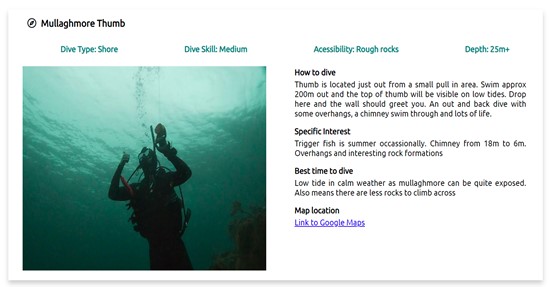 Mullaghmore Thumb
Dive Type: Shore Dive Skill: Medium Acessibility: Rough rocks Depth: 25m+
How to dive
Thumb is located just out from a small pull in area. Swim approx
200m out and the top of thumb will be visible on low tides. Drop
here and the wall should greet you. An out and back dive with
some overhangs, a chimney swim through and lots of life.
Specific Interest
Trigger fish is summer occassionally. Chimney from 18m to 6m.
Overhangs and interesting rock formations
Best time to dive
Low tide in calm weather as mullaghmore can be quite exposed.
Also means there are less rocks to climb across
Map location
Link to Google Maps